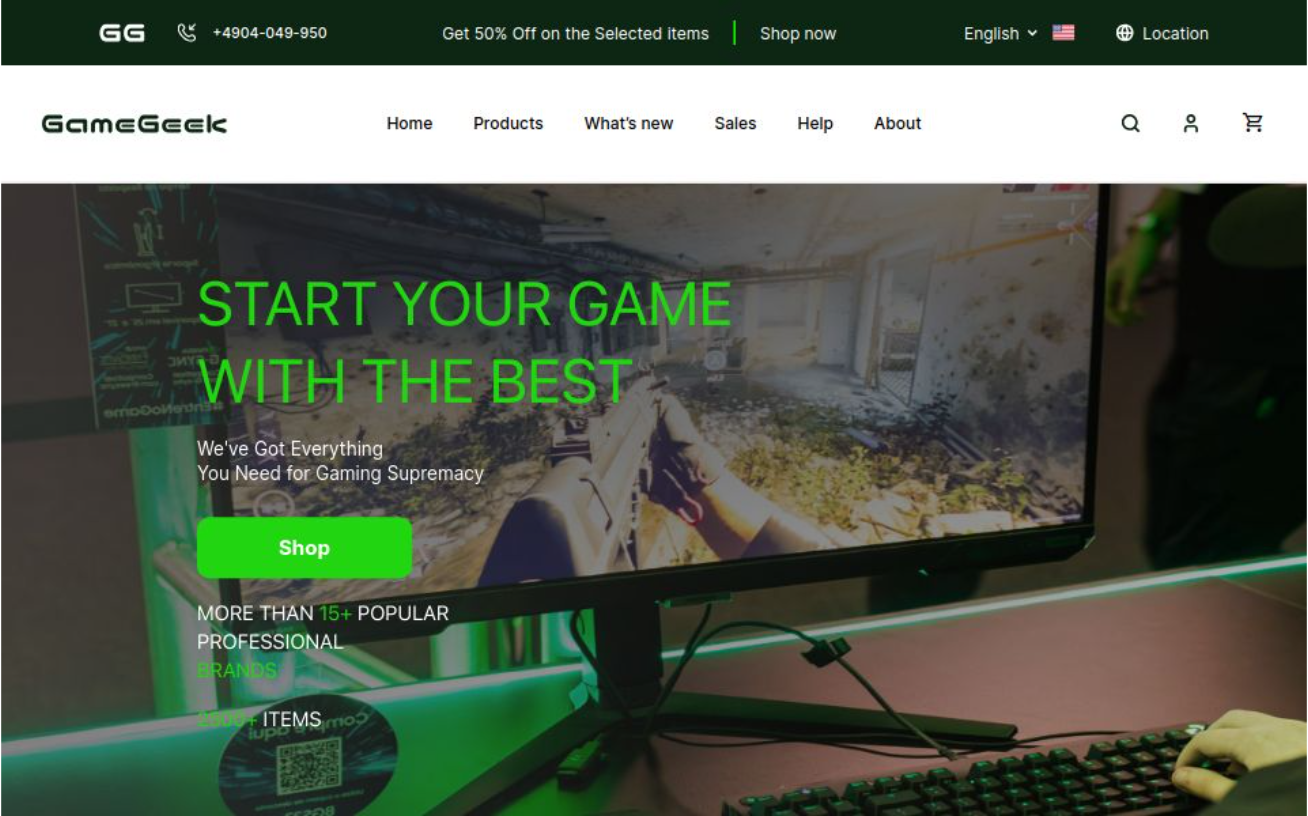 GG
+4904-049-950
Get 50% Off on the Selected items
Shop now
English
Location
GameGeek
Home
Products
What's new
Sales
Help
About
START YOUR GAME
WITH THE BEST
We've Got Everything
You Need for Gaming Supremacy
Shop
MORE THAN 15+ POPULAR
PROFESSIONAL
BRANDS
ITEMS